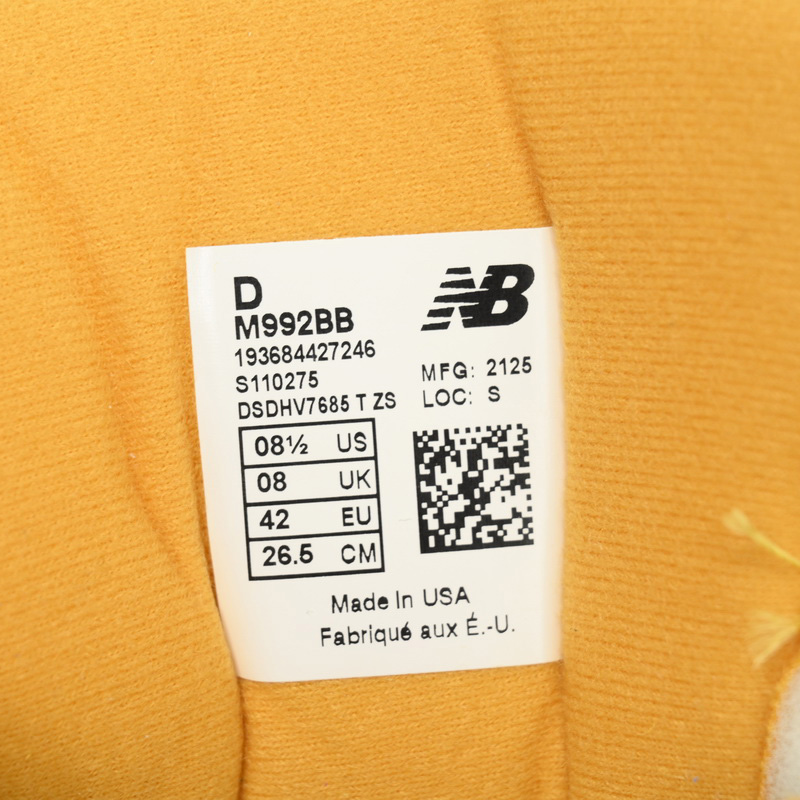 D
M992BB
193684427246
S110275
DSDHV7685 T ZS
NB
MFG: 2125
LOC: S
08½ US
08 UK
42 EU
26.5 CM
Made In USA
Fabriqué aux É.-U.